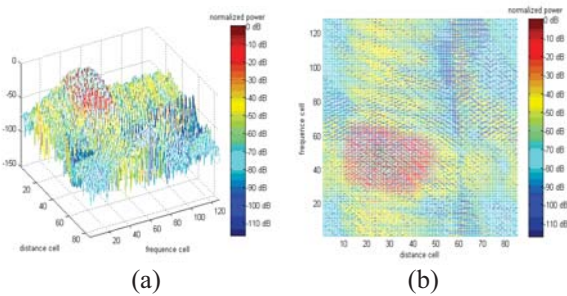 normalized power
0 dB
-10 dB
-20 dB
-30 dB
-40 dB
-50 dB
-60 dB
-70 dB
-80 dB
-90 dB
-100 dB
-110 dB
0
-50
-100
-150
20
40
60
80
distance cell
20
40
60
80
100
120
frequence cell
(a)
normalized power
0 dB
-10 dB
-20 dB
-30 dB
-40 dB
-50 dB
-60 dB
-70 dB
-80 dB
-90 dB
-100 dB
-110 dB
120
100
80
60
40
20
frequence cell
10
20
30
40
50
60
70
80
distance cell
(b)